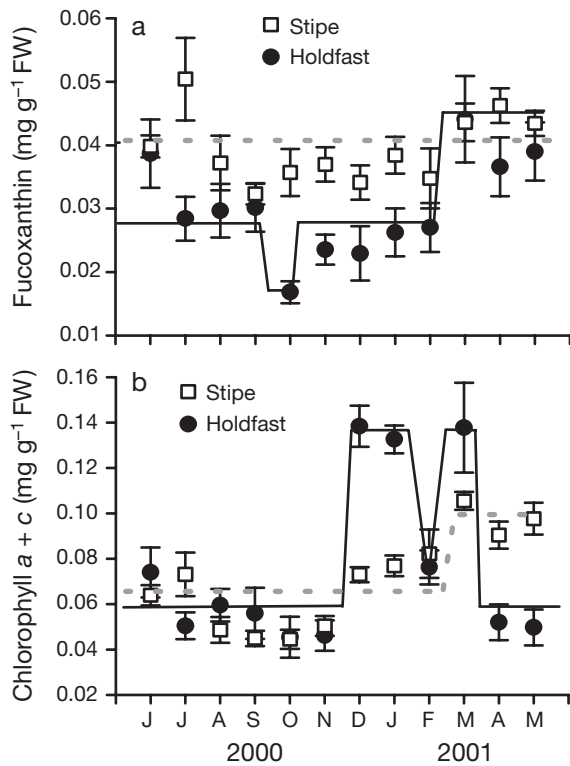 a
Stipe
Holdfast
Fucoxanthin (mg g⁻¹ FW)
0.06
0.05
0.04
0.03
0.02
0.01
b
Stipe
Holdfast
Chlorophyll a + c (mg g⁻¹ FW)
0.16
0.14
0.12
0.10
0.08
0.06
0.04
0.02
J J A S O N D J F M A M
2000 2001